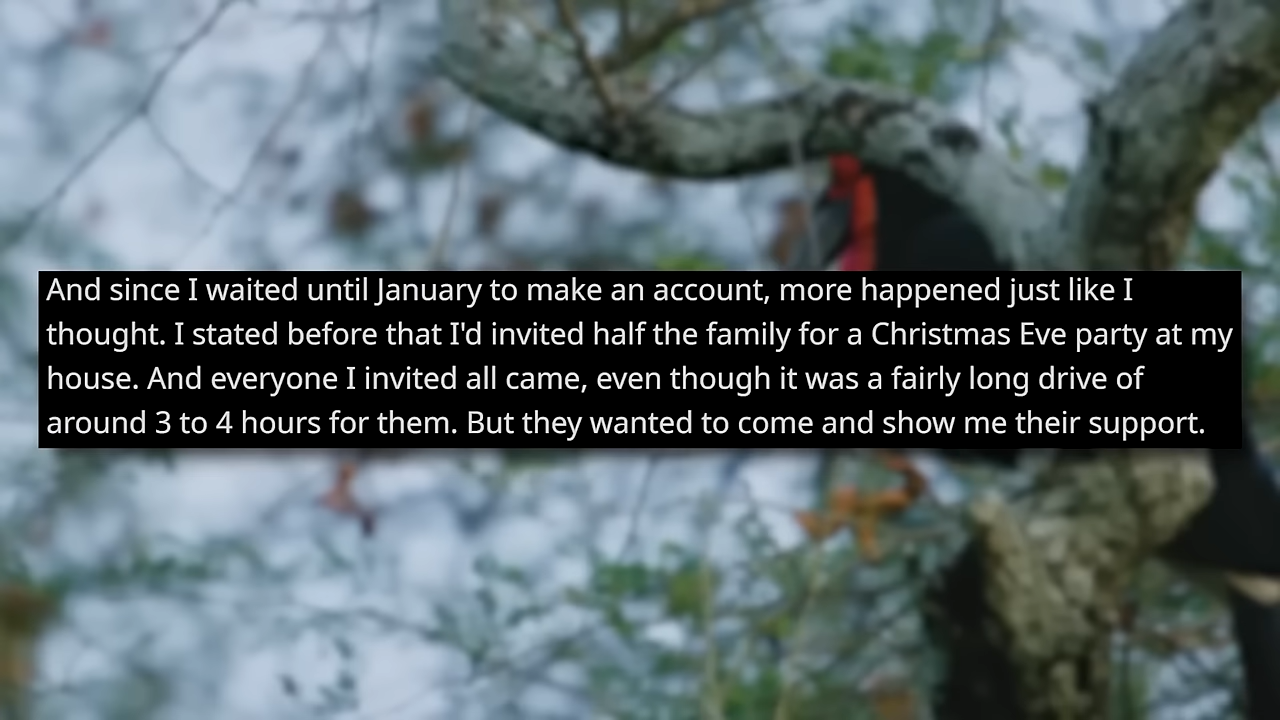 And since I waited until January to make an account, more happened just like I
thought. I stated before that I'd invited half the family for a Christmas Eve party at my
house. And everyone I invited all came, even though it was a fairly long drive of
around 3 to 4 hours for them. But they wanted to come and show me their support.